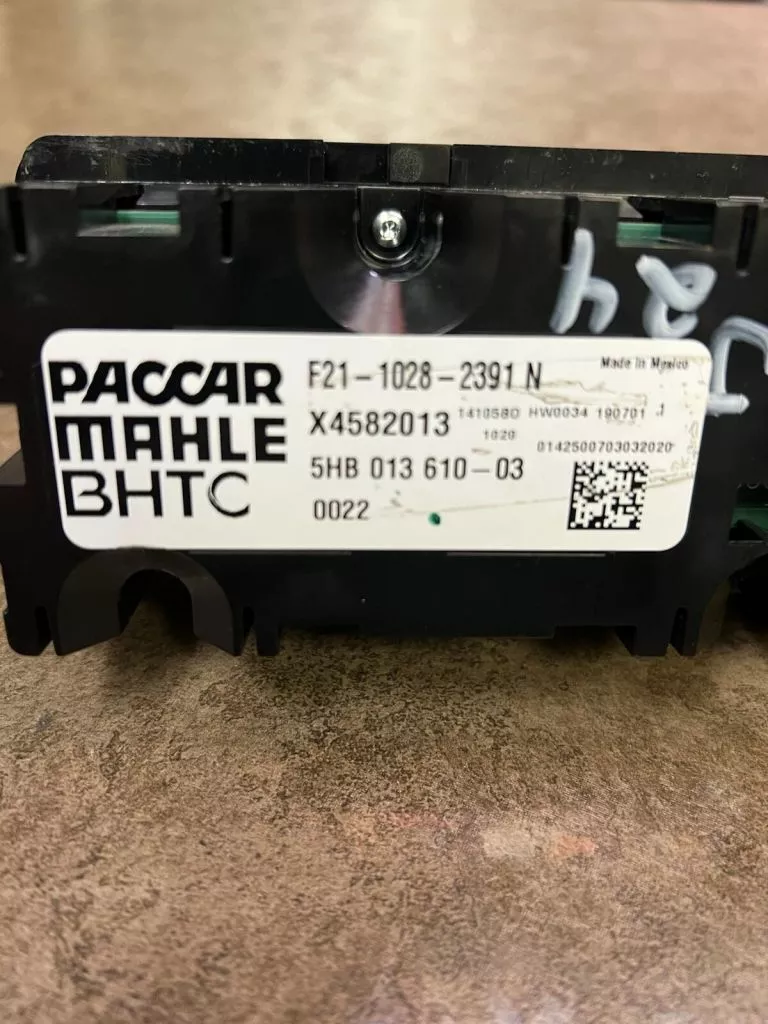 PACCAR
MAHLE
BHTC
F21-1028-2391 N
Made in Mexico
X4582013
1410580 HW0034 190701 .1
1020
0142500703032020
5HB 013 610-03
0022